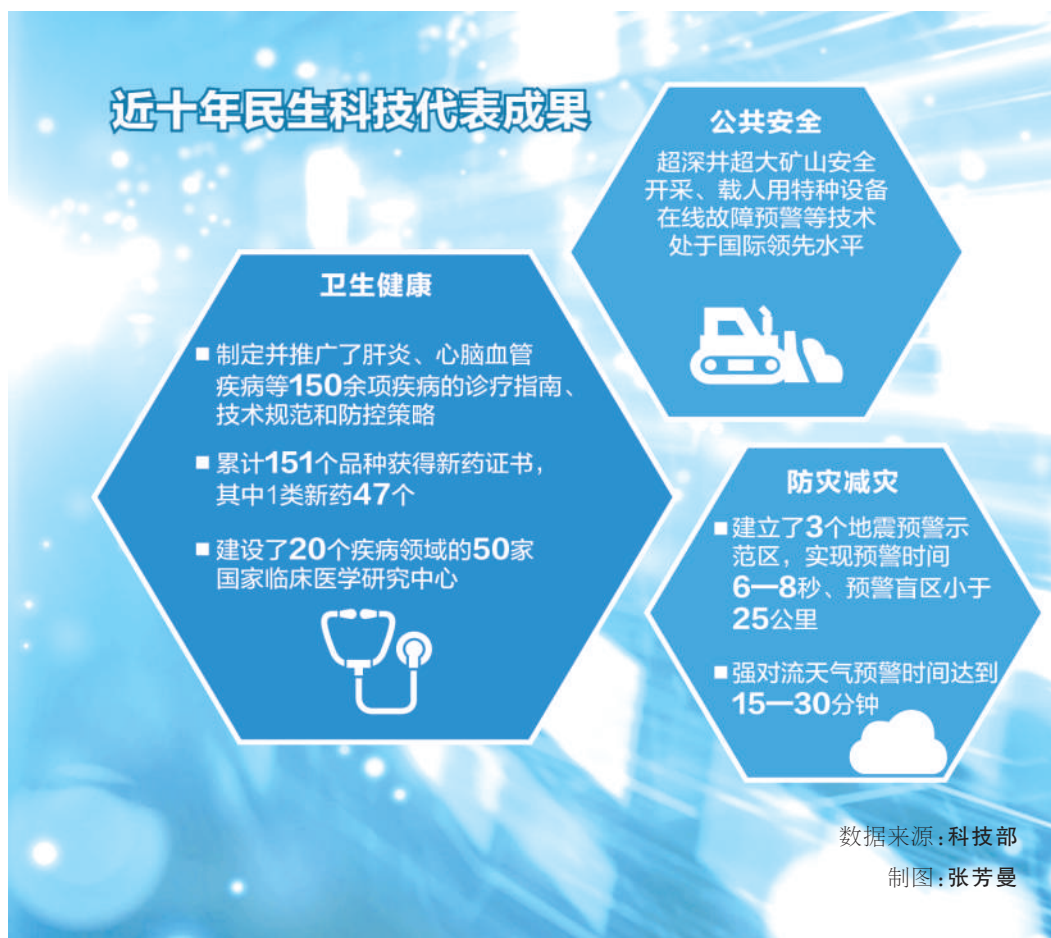 近十年民生科技代表成果
公共安全
超深井超大矿山安全
开采、载人用特种设备
在线故障预警等技术
处于国际领先水平
卫生健康
■制定并推广了肝炎、心脑血管
疾病等150余项疾病的诊疗指南、
技术规范和防控策略
■累计151个品种获得新药证书，
其中1类新药47个
■建设了20个疾病领域的50家
国家临床医学研究中心
防灾减灾
■建立了3个地震预警示
范区，实现预警时间
6—8秒、预警盲区小于
25公里
■强对流天气预警时间达到
15—30分钟
数据来源:科技部
制图:张芳曼